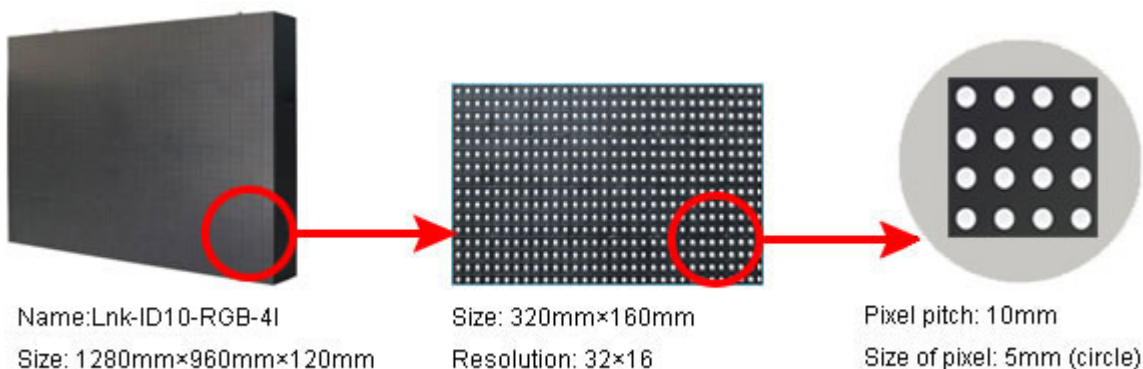 Name:Lnk-ID10-RGB-4I
Size: 1280mm×960mm×120mm
Size: 320mm×160mm
Resolution: 32×16
Pixel pitch: 10mm
Size of pixel: 5mm (circle)